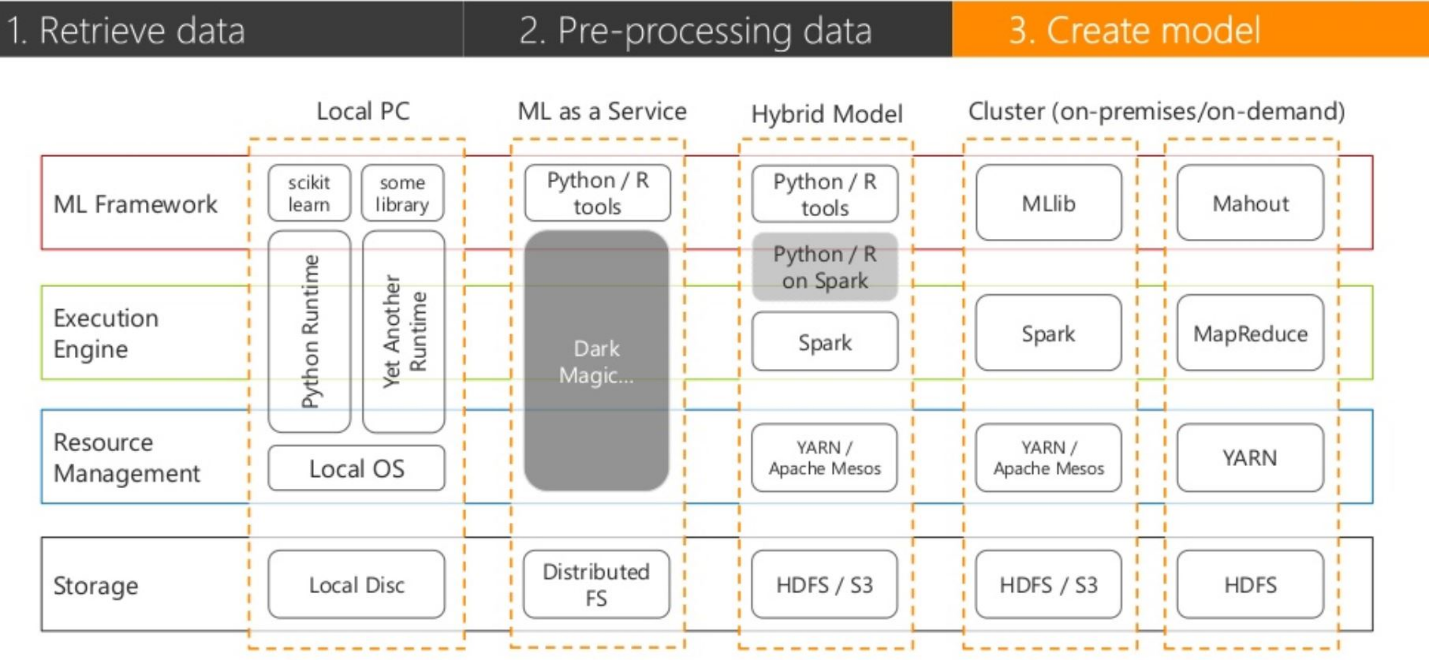 1. Retrieve data
2. Pre-processing data
3. Create model
Local PC
ML as a Service
Hybrid Model
Cluster (on-premises/on-demand)
ML Framework
scikit
learn
some
library
Python / R
tools
Python / R
tools
MLlib
Mahout
Python / R
on Spark
Execution
Engine
Python Runtime
Yet Another
Runtime
Dark
Magic...
Spark
Spark
MapReduce
Resource
Management
Local OS
YARN /
Apache Mesos
YARN /
Apache Mesos
YARN
Storage
Local Disc
Distributed
FS
HDFS / S3
HDFS / S3
HDFS